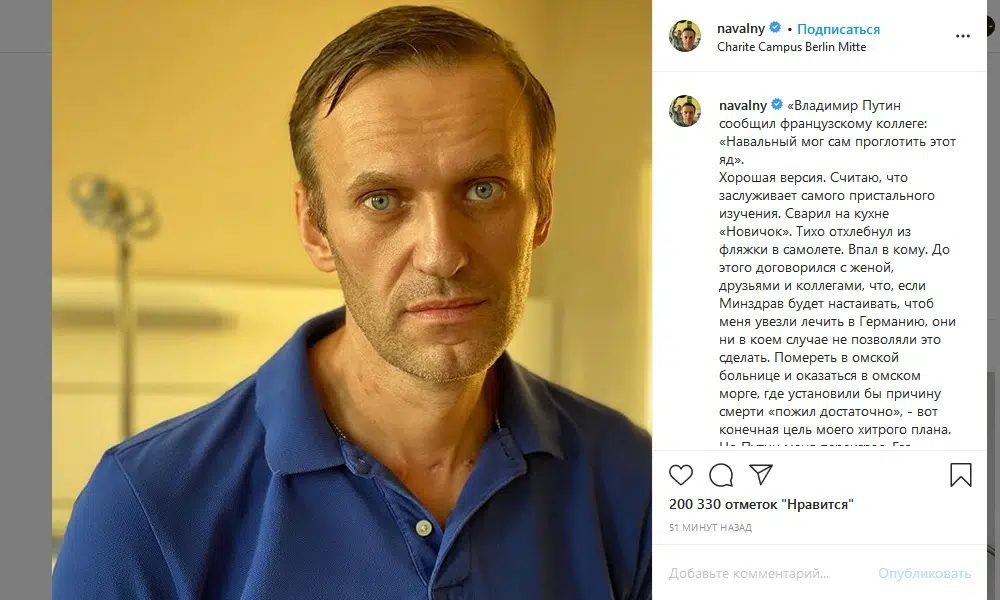 navalny • Подписаться
Charite Campus Berlin Mitte
navalny «Владимир Путин
сообщил французскому коллеге:
«Навальный мог сам проглотить этот
яд».
Хорошая версия. Считаю, что
заслуживает самого пристального
изучения. Сварил на кухне
«Новичок». Тихо отхлебнул из
фляжки в самолете. Впал в кому. До
этого договорился с женой,
друзьями и коллегами, что, если
Минздрав будет настаивать, чтоб
меня увезли лечить в Германию, они
ни в коем случае не позволяли это
сделать. Помереть в омской
больнице и оказаться в омском
морге, где установили бы причину
смерти «пожил достаточно», - вот
конечная цель моего хитрого плана.
200 330 отметок "Нравится"
51 МИНУТ НАЗАД
Добавьте комментарий...
Опубликовать